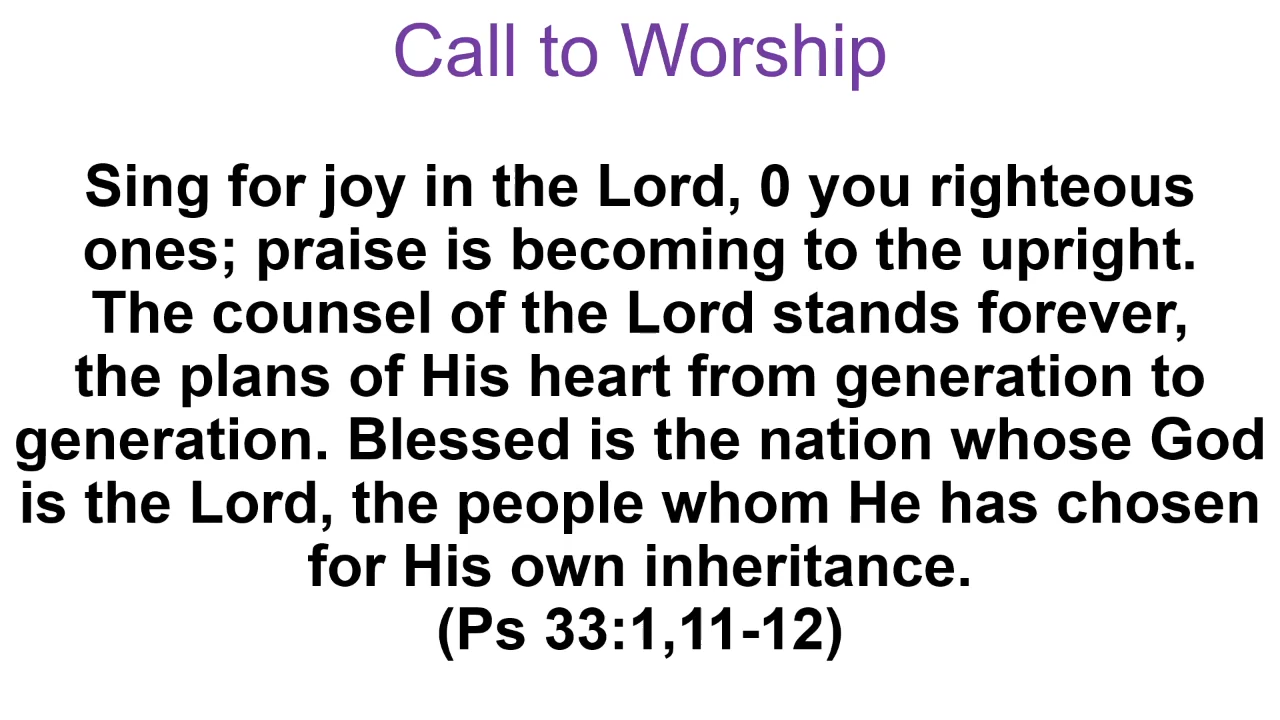 Call to Worship
Sing for joy in the Lord, 0 you righteous
ones; praise is becoming to the upright.
The counsel of the Lord stands forever,
the plans of His heart from generation to
generation. Blessed is the nation whose God
is the Lord, the people whom He has chosen
for His own inheritance.
(Ps 33:1,11-12)